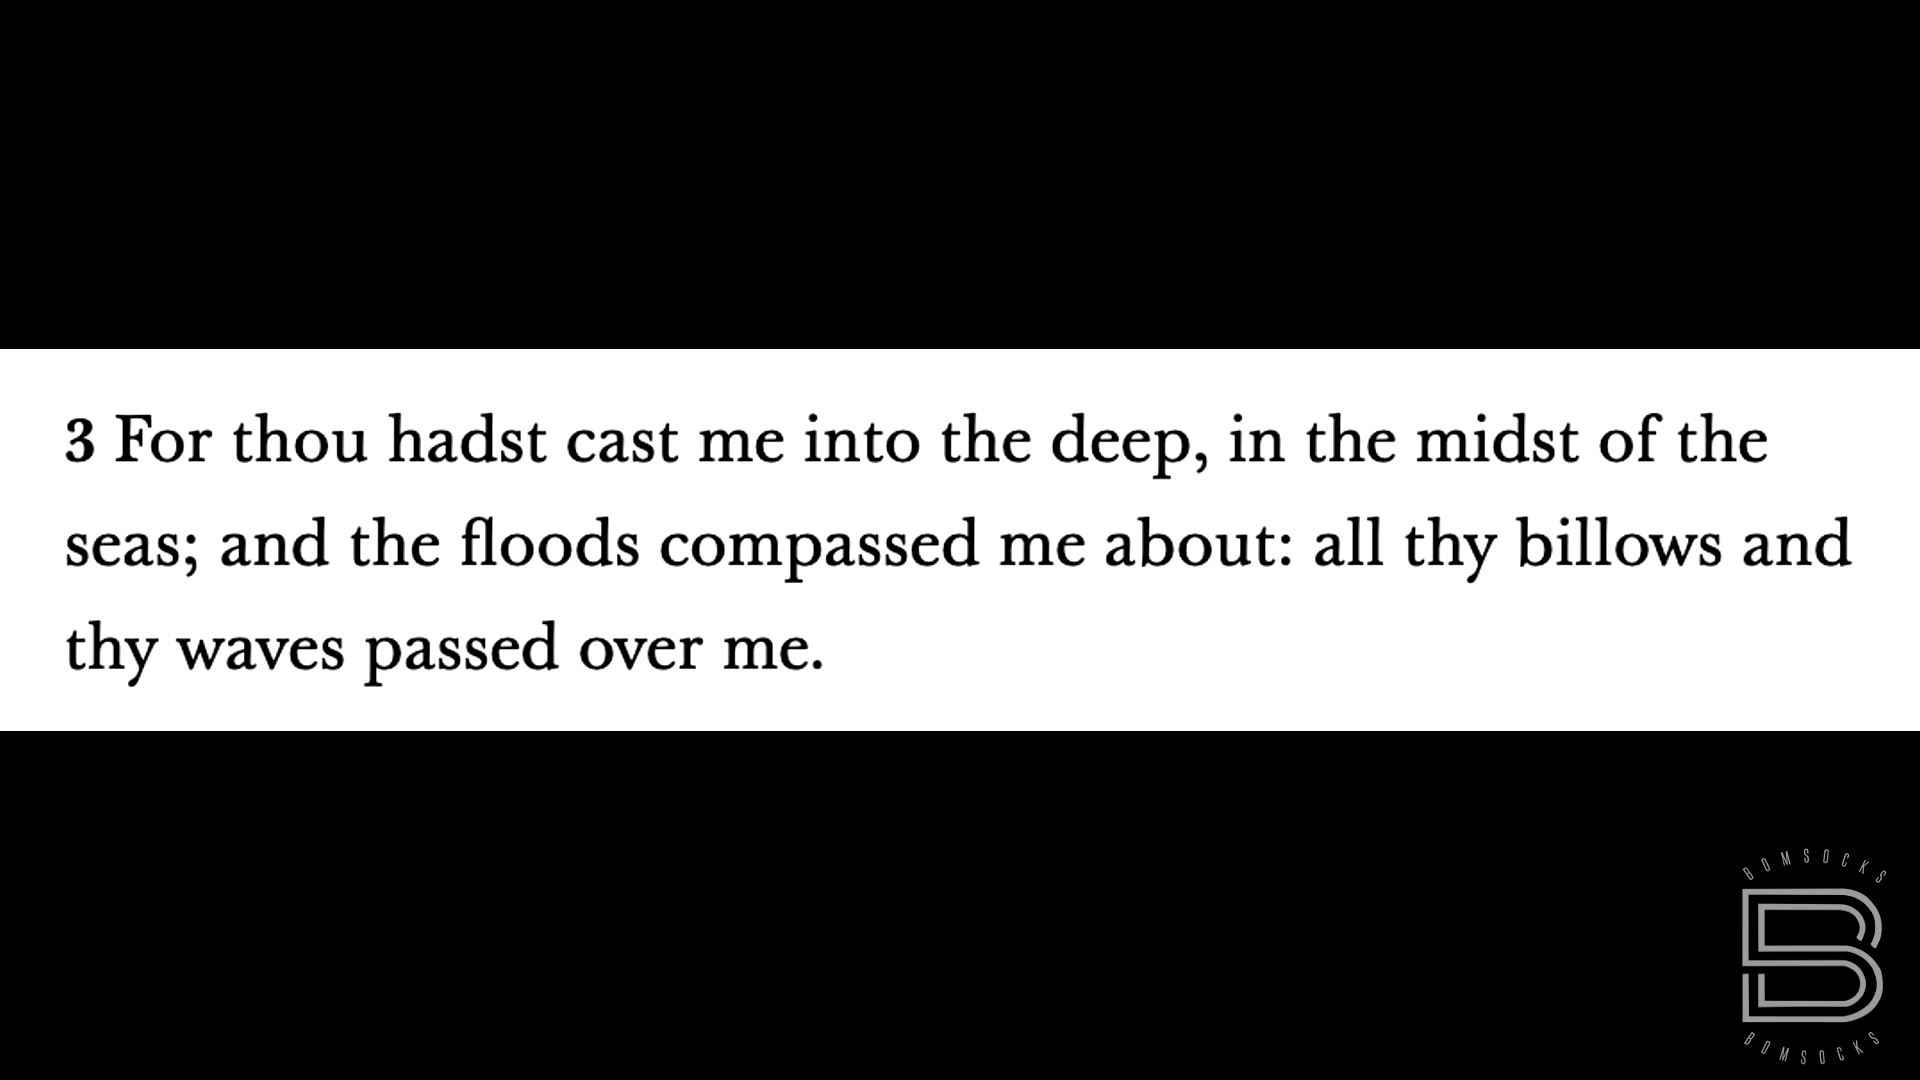 3 For thou hadst cast me into the deep, in the midst of the
seas; and the floods compassed me about: all thy billows and
thy waves passed over me.
BOMSOCKS
B
BOMSOCKS